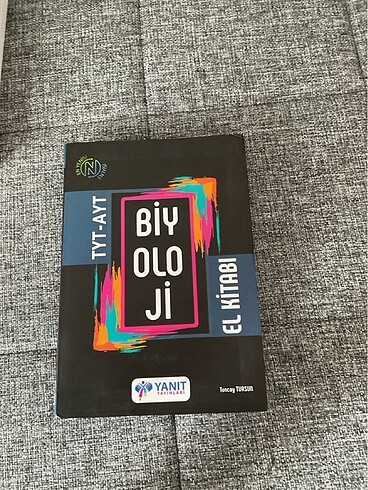 TYT-AYT
BİY
OLO
Jİ
EL KİTABI
YANIT
YAYINLARI
Tuncay TURSUN